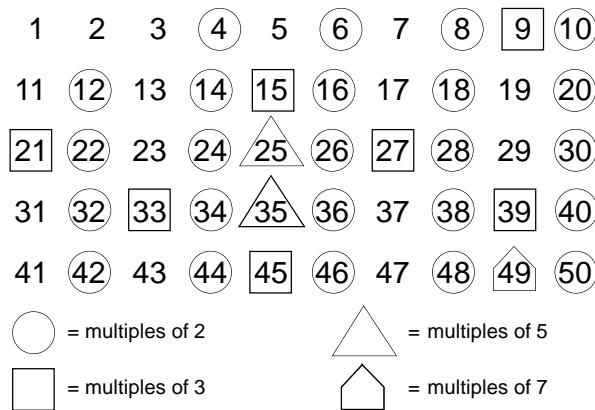 1 2 3 4 5 6 7 8 9 10
11 12 13 14 15 16 17 18 19 20
21 22 23 24 25 26 27 28 29 30
31 32 33 34 35 36 37 38 39 40
41 42 43 44 45 46 47 48 49 50
= multiples of 2 = multiples of 5
= multiples of 3 = multiples of 7